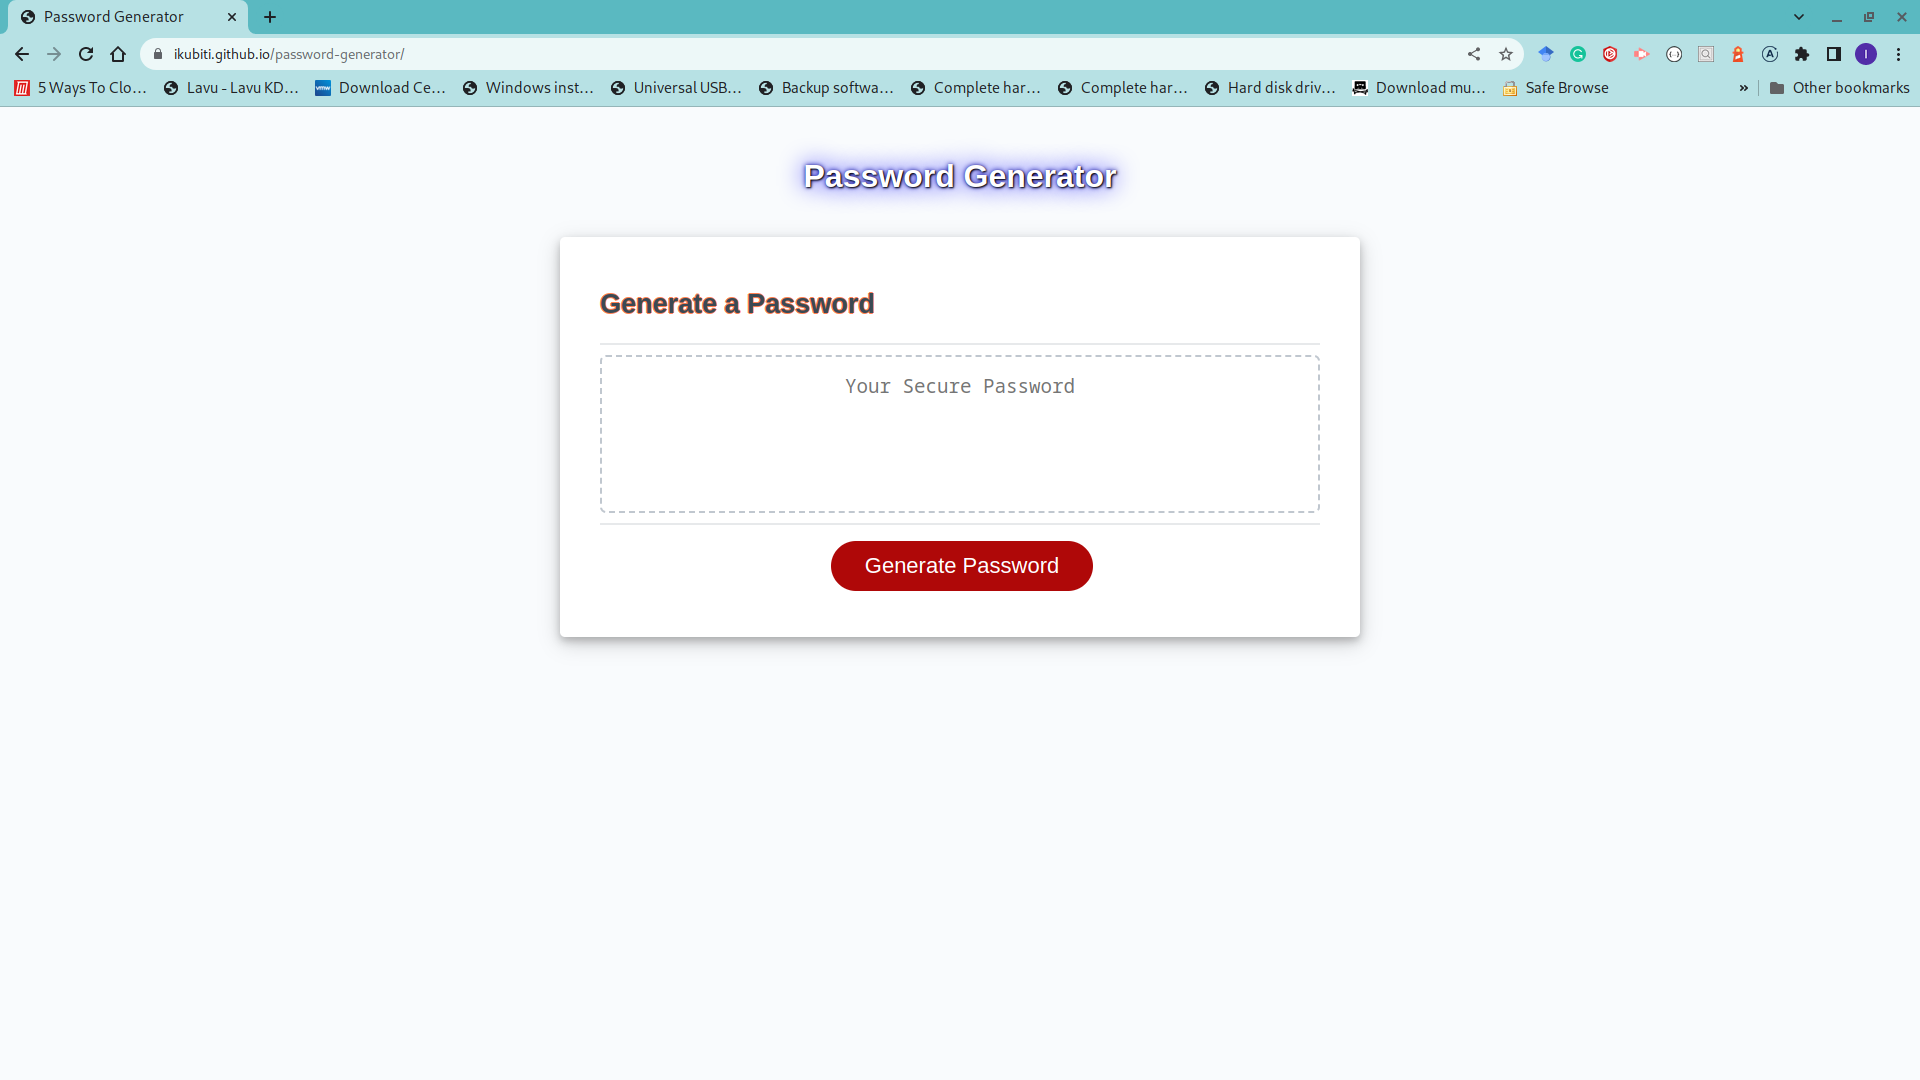 Password Generator
ikubiti.github.io/password-generator/
5 Ways To Clo... Lavu - Lavu KD... vmw Download Ce... Windows inst... Universal USB... Backup softwa... Complete har... Complete har... Hard disk driv... Download mu... Safe Browse » Other bookmarks
Password Generator
Generate a Password
Your Secure Password
Generate Password